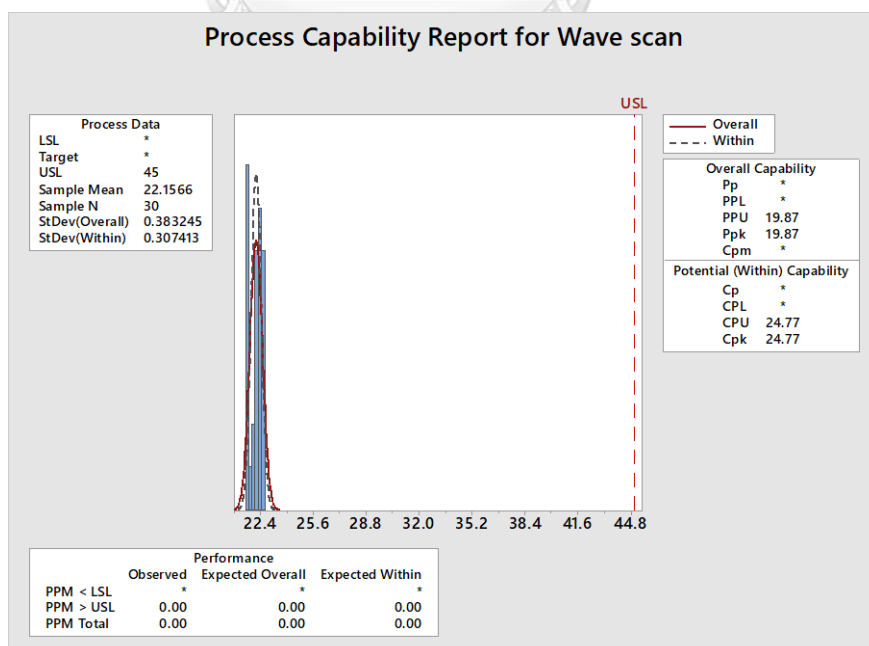 Process Capability Report for Wave scan
USL
Process Data
LSL *
Target *
USL 45
Sample Mean 22.1566
Sample N 30
StDev(Overall) 0.383245
StDev(Within) 0.307413
Overall
Within
Overall Capability
Pp *
PPL *
PPU 19.87
Ppk 19.87
Cpm *
Potential (Within) Capability
Cp *
CPL *
CPU 24.77
Cpk 24.77
22.4 25.6 28.8 32.0 35.2 38.4 41.6 44.8
Performance
Observed Expected Overall Expected Within
PPM < LSL * * *
PPM > USL 0.00 0.00 0.00
PPM Total 0.00 0.00 0.00